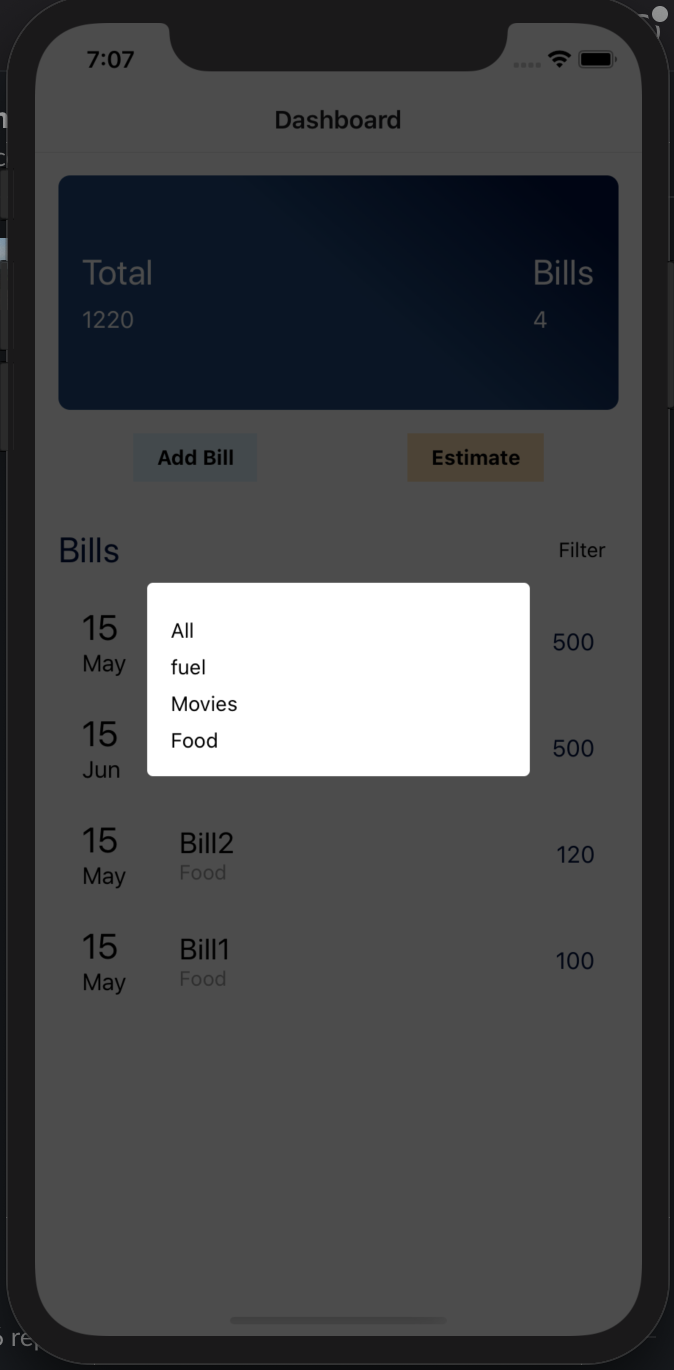 7:07
Dashboard
Total
Bills
1220
4
Add Bill
Estimate
Bills
Filter
15
May
500
All
fuel
Movies
Food
15
Jun
500
15
May
Bill2
Food
120
15
May
Bill1
Food
100